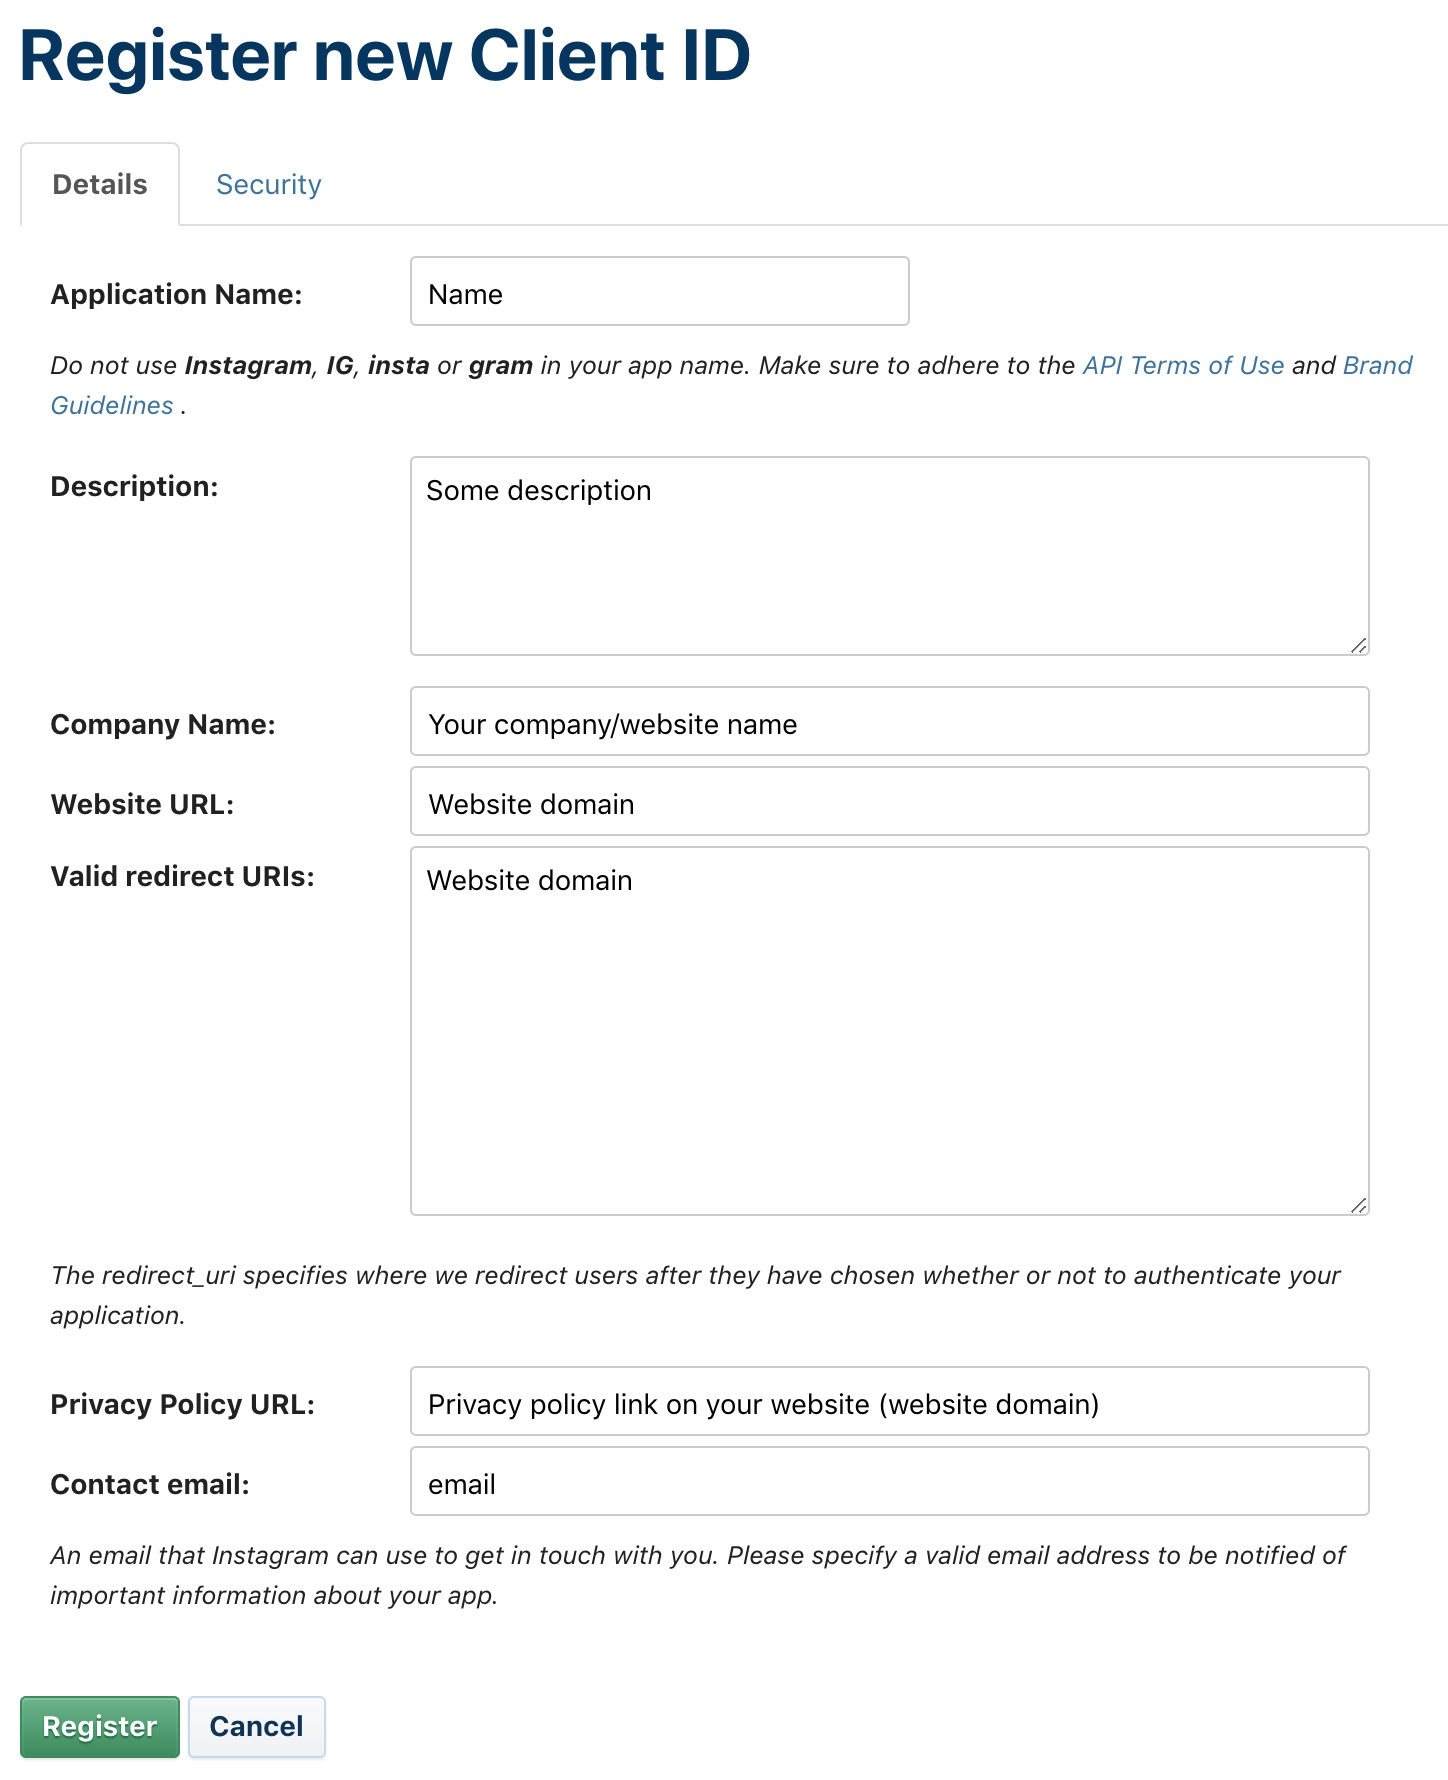 Register new Client ID
Details
Security
Application Name:
Name
Do not use Instagram, IG, insta or gram in your app name. Make sure to adhere to the API Terms of Use and Brand
Guidelines .
Description:
Some description
Company Name:
Your company/website name
Website URL:
Website domain
Valid redirect URIs:
Website domain
The redirect_uri specifies where we redirect users after they have chosen whether or not to authenticate your
application.
Privacy Policy URL:
Privacy policy link on your website (website domain)
Contact email:
email
An email that Instagram can use to get in touch with you. Please specify a valid email address to be notified of
important information about your app.
Register
Cancel